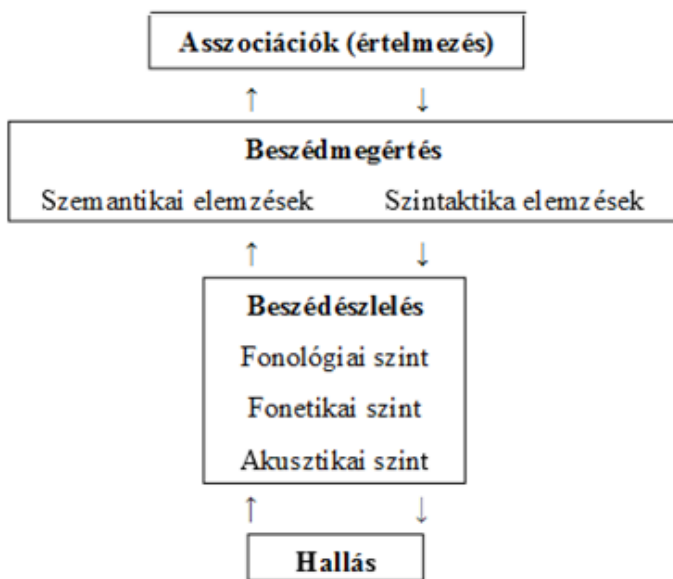 Asszociációk (értelmezés)
↑ ↓
Beszédmegértés
Szemantikai elemzések Szintaktika elemzések
↑ ↓
Beszédészlelés
Fonológiai szint
Fonetikai szint
Akusztikai szint
↑ ↓
Hallás